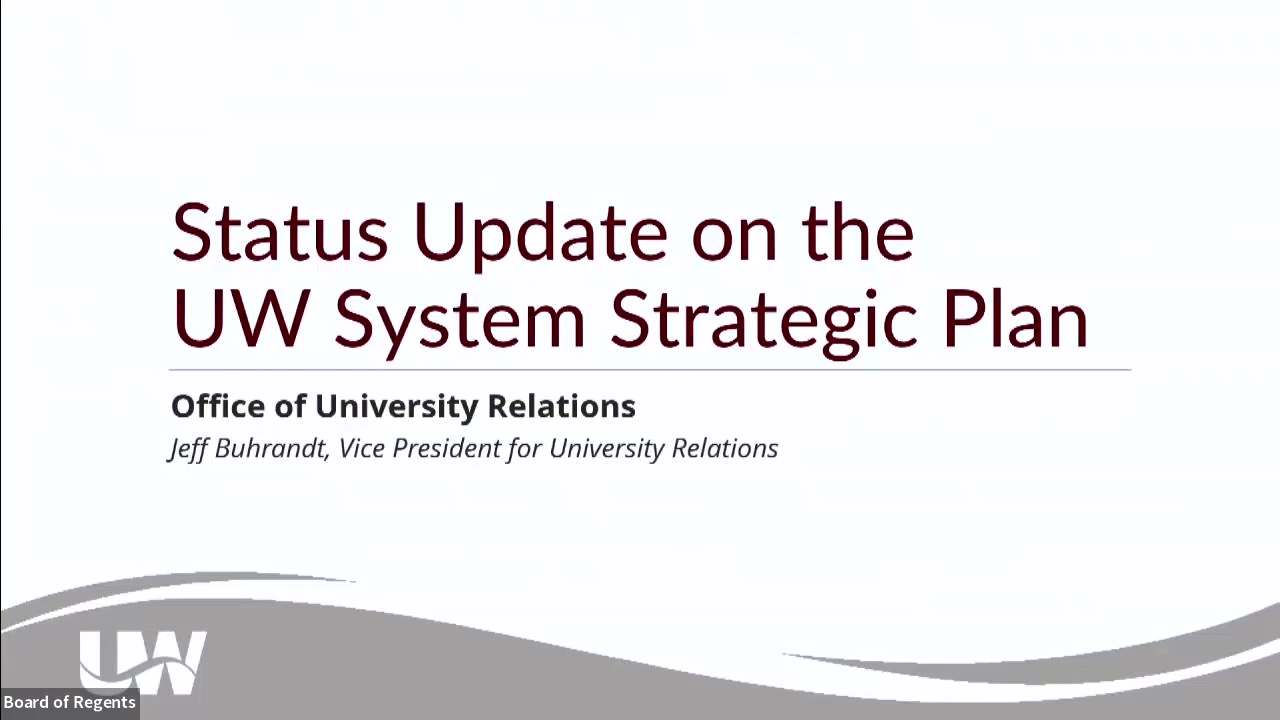 Status Update on the
UW System Strategic Plan
Office of University Relations
Jeff Buhrandt, Vice President for University Relations
UW
Board of Regents